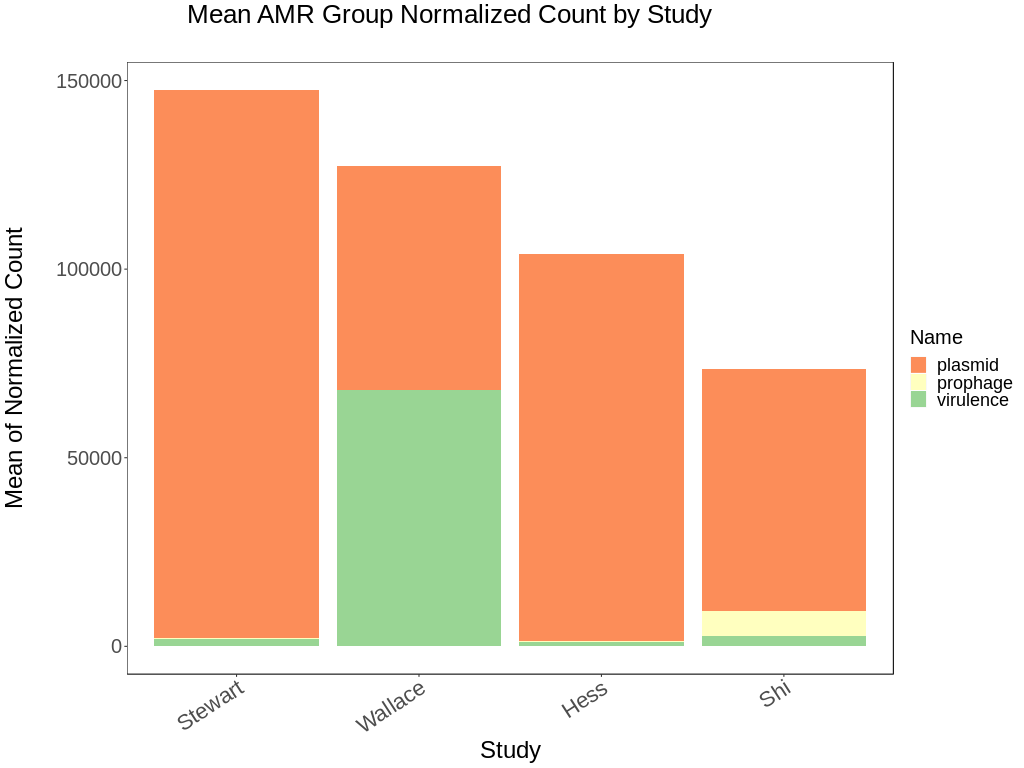 Mean AMR Group Normalized Count by Study
Mean of Normalized Count
150000
100000
50000
0
Stewart
Wallace
Hess
Shi
Study
Name
plasmid
prophage
virulence